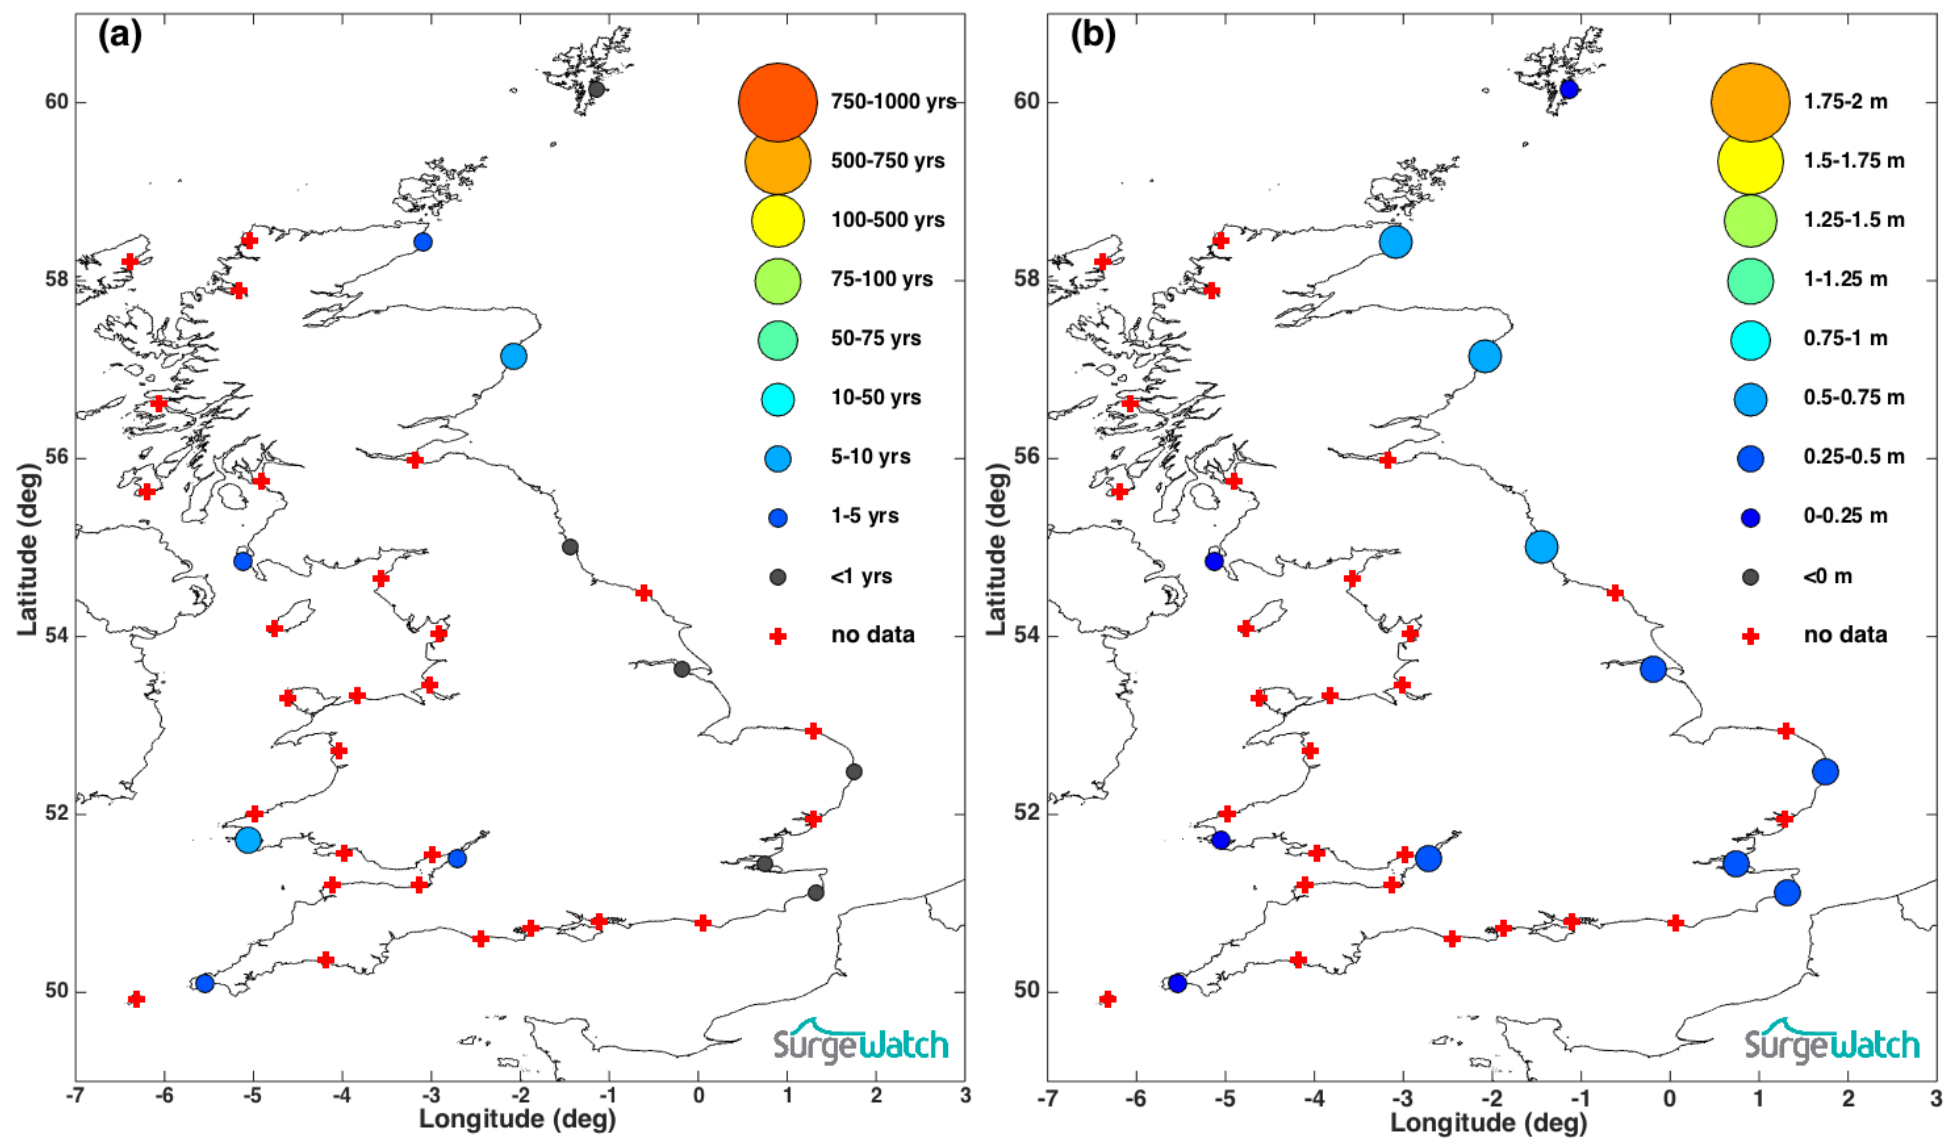 (a)
750-1000 yrs
500-750 yrs
100-500 yrs
75-100 yrs
50-75 yrs
10-50 yrs
5-10 yrs
1-5 yrs
<1 yrs
no data
60
58
56
54
52
50
Latitude (deg)
-7 -6 -5 -4 -3 -2 -1 0 1 2 3
Longitude (deg)
SurgeWatch
(b)
1.75-2 m
1.5-1.75 m
1.25-1.5 m
1-1.25 m
0.75-1 m
0.5-0.75 m
0.25-0.5 m
0-0.25 m
<0 m
no data
60
58
56
54
52
50
Latitude (deg)
-7 -6 -5 -4 -3 -2 -1 0 1 2 3
Longitude (deg)
SurgeWatch